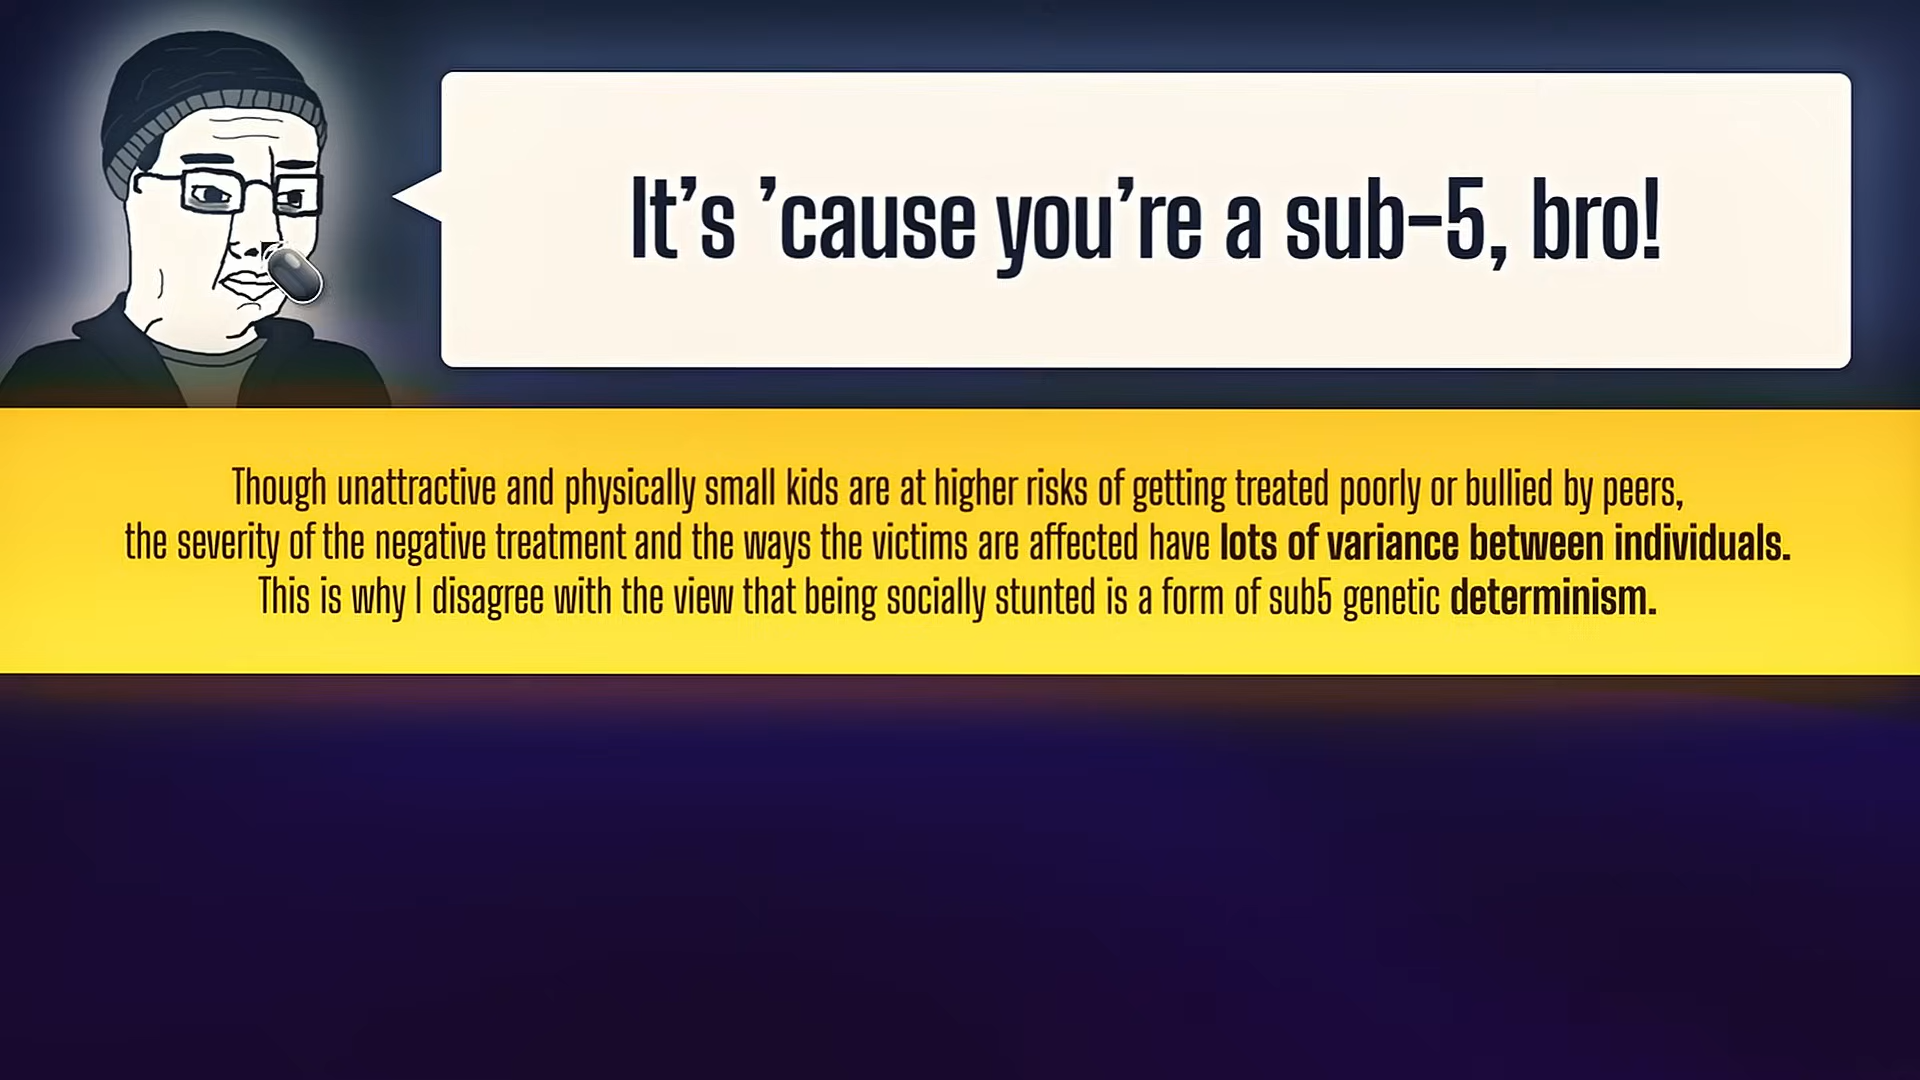 It’s ’cause you’re a sub-5, bro!
Though unattractive and physically small kids are at higher risks of getting treated poorly or bullied by peers,
the severity of the negative treatment and the ways the victims are affected have lots of variance between individuals.
This is why I disagree with the view that being socially stunted is a form of sub5 genetic determinism.